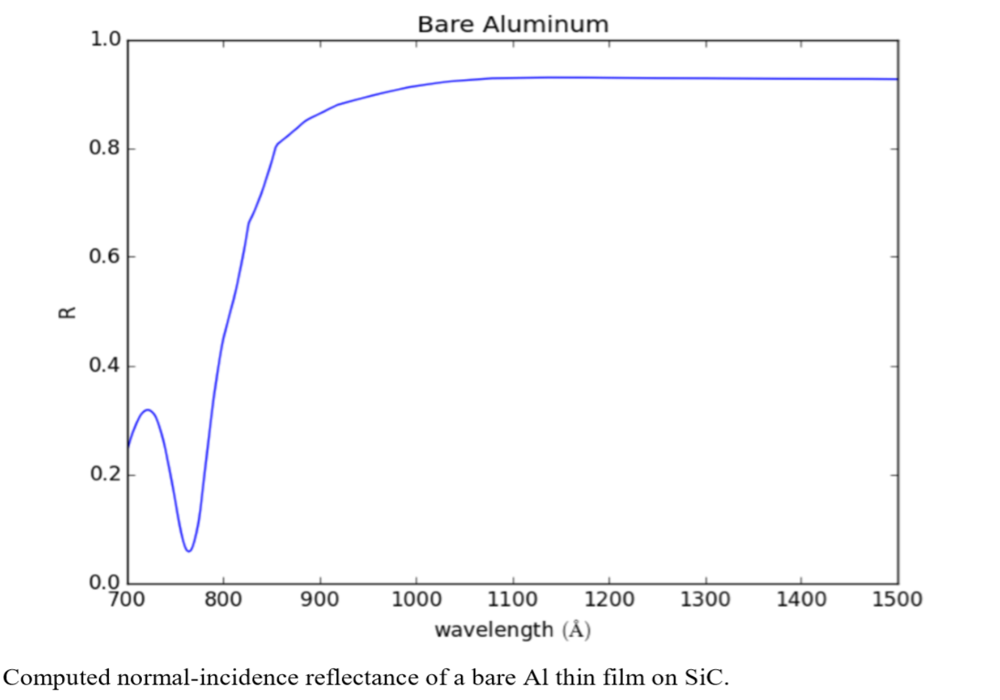 Bare Aluminum
1.0
0.8
0.6
R
0.4
0.2
0.0
700 800 900 1000 1100 1200 1300 1400 1500
wavelength (Å)
Computed normal-incidence reflectance of a bare Al thin film on SiC.